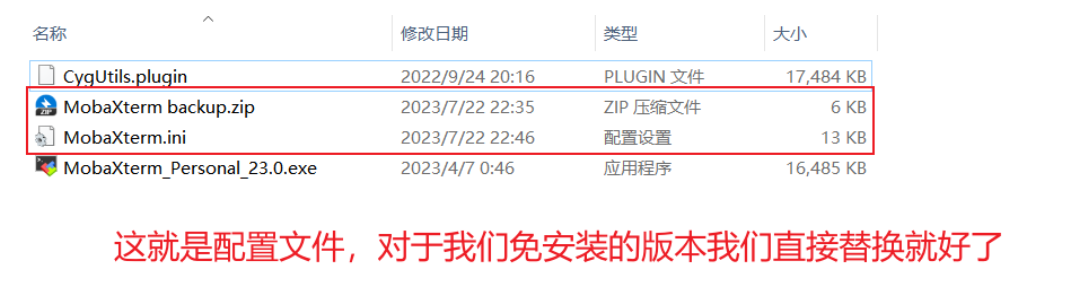 名称 修改日期 类型 大小
CygUtils.plugin 2022/9/24 20:16 PLUGIN 文件 17,484 KB
MobaXterm backup.zip 2023/7/22 22:35 ZIP 压缩文件 6 KB
MobaXterm.ini 2023/7/22 22:46 配置设置 13 KB
MobaXterm_Personal_23.0.exe 2023/4/7 0:46 应用程序 16,485 KB
这就是配置文件，对于我们免安装的版本我们直接替换就好了